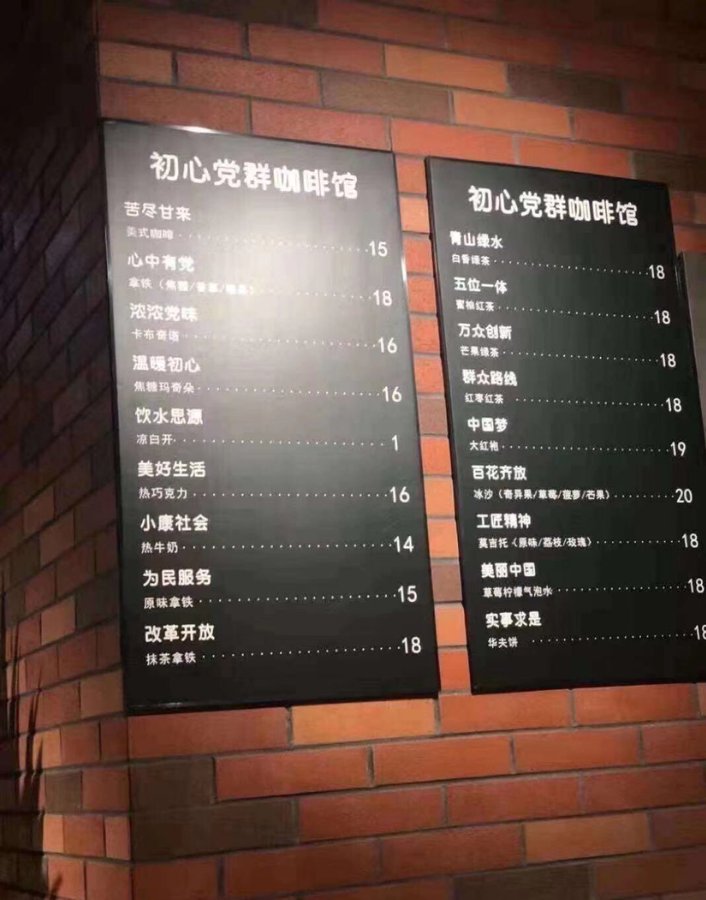 初心党群咖啡馆
苦尽甘来
美式咖啡 15
心中有党
拿铁（焦糖/香草/榛果） 18
浓浓党味
卡布奇诺 16
温暖初心
焦糖玛奇朵 16
饮水思源
凉白开 1
美好生活
热巧克力 16
小康社会
热牛奶 14
为民服务
原味拿铁 15
改革开放
抹茶拿铁 18
初心党群咖啡馆
青山绿水
白香绿茶 18
五位一体
蜜柚红茶 18
万众创新
芒果绿茶 18
群众路线
红枣红茶 18
中国梦
大红袍 19
百花齐放
冰沙（奇异果/草莓/菠萝/芒果） 20
工匠精神
莫吉托（原味/荔枝/玫瑰） 18
美丽中国
草莓柠檬气泡水 18
实事求是
华夫饼 18